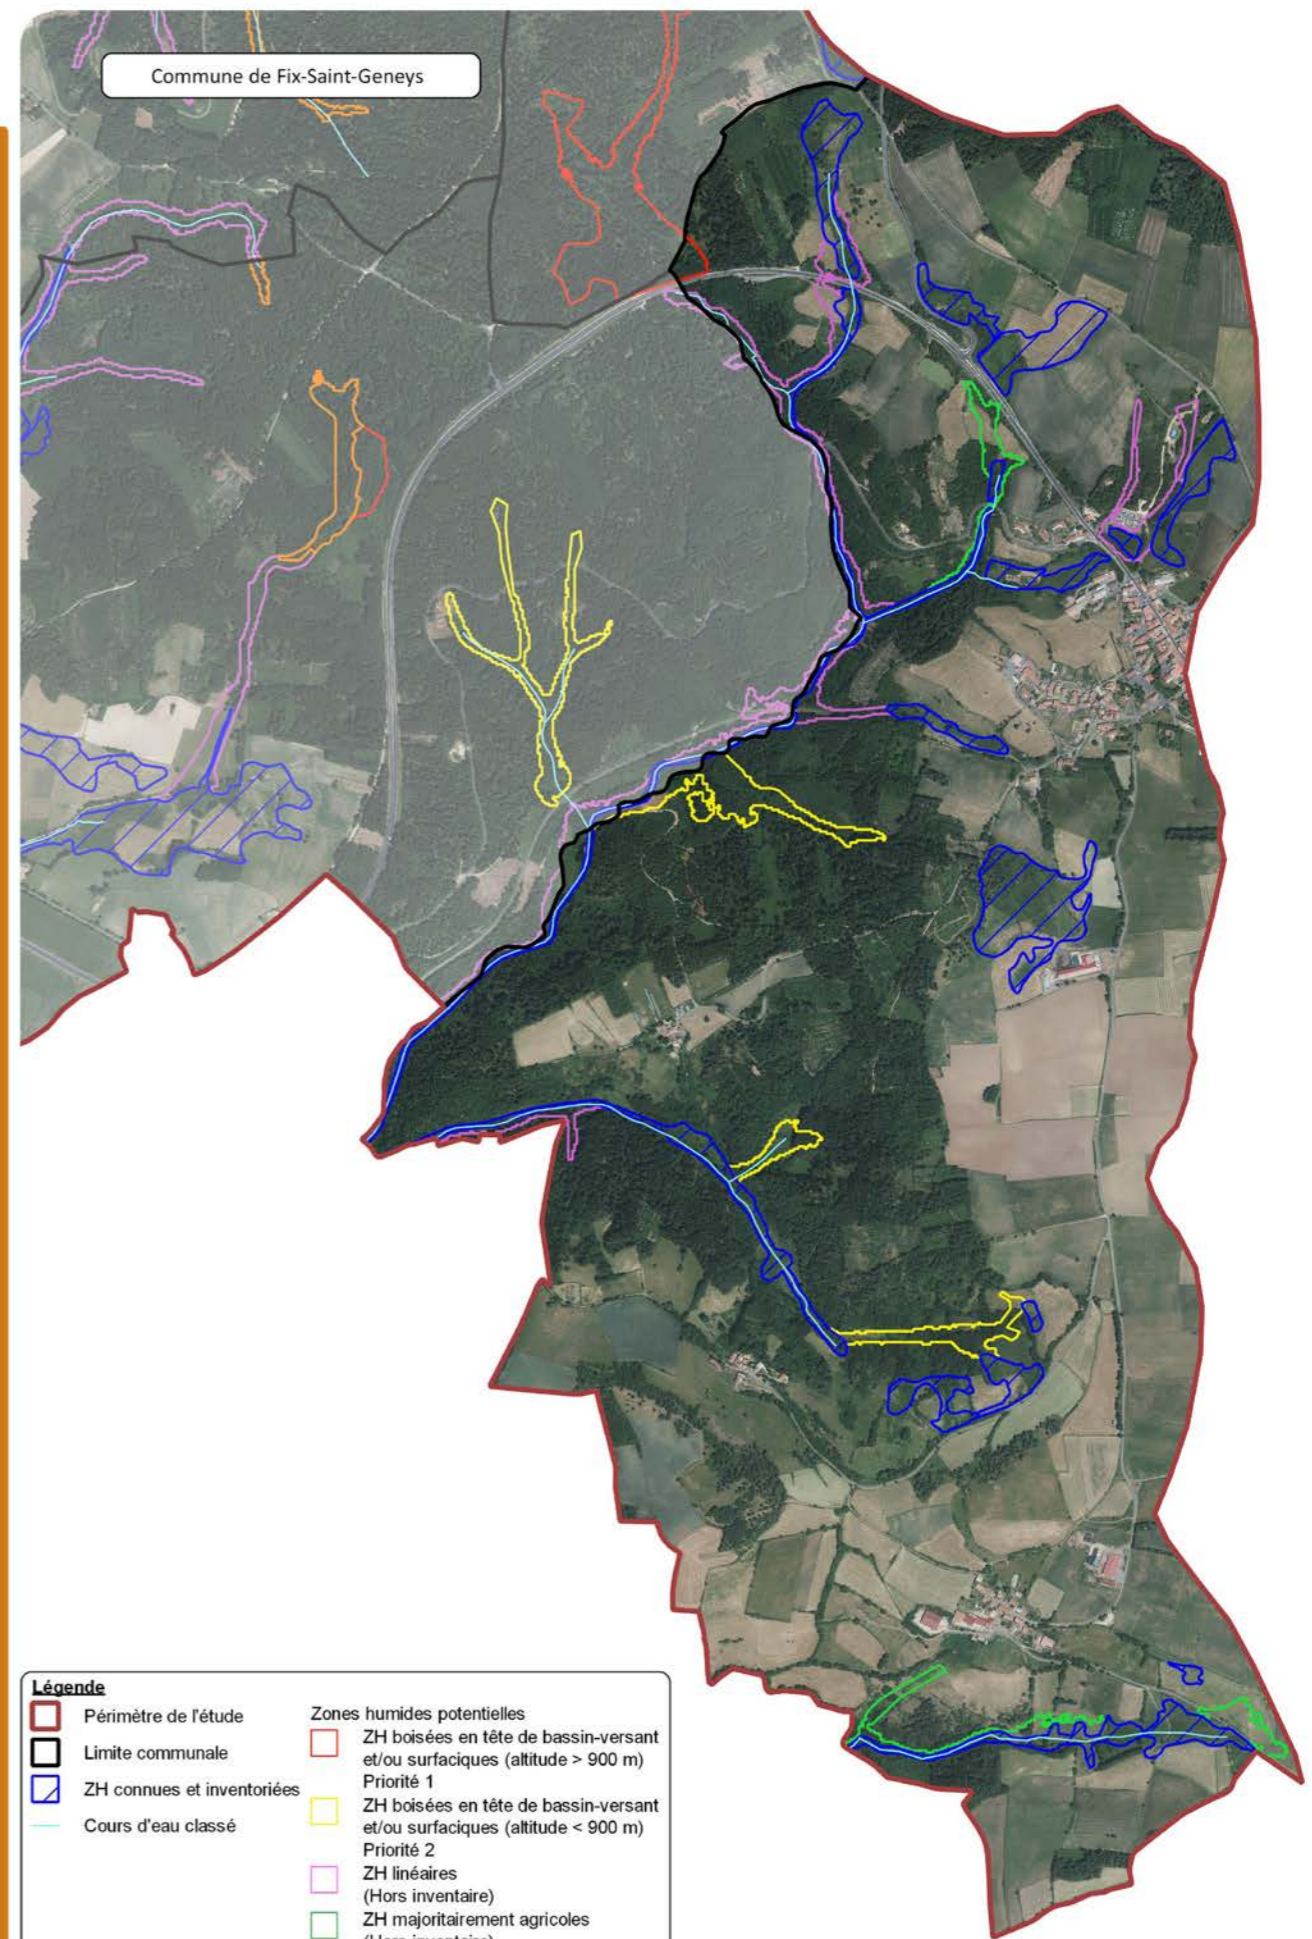 Commune de Fix-Saint-Geneys
Légende
Périmètre de l'étude
Limite communale
ZH connues et inventoriées
Cours d'eau classé
Zones humides potentielles
ZH boisées en tête de bassin-versant
et/ou surfaciques (altitude > 900 m)
Priorité 1
ZH boisées en tête de bassin-versant
et/ou surfaciques (altitude < 900 m)
Priorité 2
ZH linéaires
(Hors inventaire)
ZH majoritairement agricoles
(Hors inventaire)